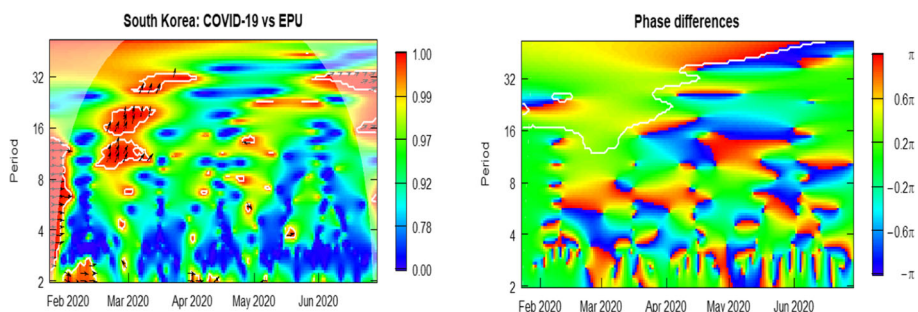 South Korea: COVID-19 vs EPU
Period
32
16
8
4
2
Feb 2020 Mar 2020 Apr 2020 May 2020 Jun 2020
1.00
0.99
0.97
0.92
0.78
0.00
Phase differences
Period
32
16
8
4
2
Feb 2020 Mar 2020 Apr 2020 May 2020 Jun 2020
π
0.6π
0.2π
−0.2π
−0.6π
−π